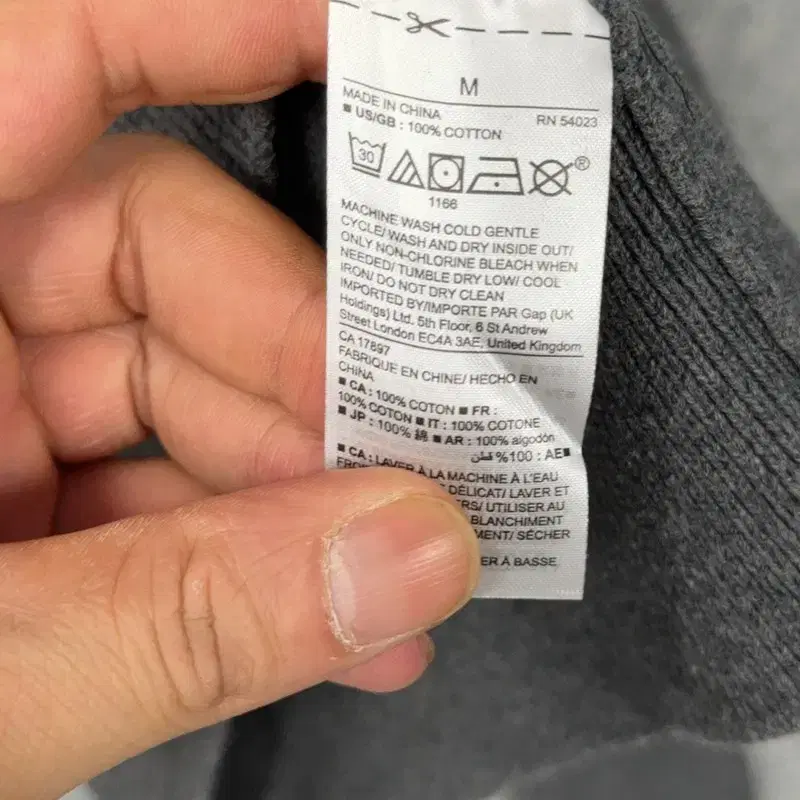 M
MADE IN CHINA RN 54023
■ US/GB : 100% COTTON
30 ®
1166
MACHINE WASH COLD GENTLE
CYCLE/ WASH AND DRY INSIDE OUT/
ONLY NON-CHLORINE BLEACH WHEN
NEEDED/ TUMBLE DRY LOW/ COOL
IRON/ DO NOT DRY CLEAN
IMPORTED BY/IMPORTE PAR Gap (UK
Holdings) Ltd. 5th Floor, 6 St Andrew
Street London EC4A 3AE, United Kingdom
CA 17897
FABRIQUE EN CHINE/ HECHO EN
CHINA
■ CA : 100% COTON ■ FR :
100% COTON ■ IT : 100% COTONE
■ JP : 100% 綿 ■ AR : 100% algodón
■AE : 100% قطن
■ CA : LAVER À LA MACHINE À L'EAU
DÉLICAT/ LAVER ET
UTILISER AU
BLANCHIMENT
SÉCHER
À BASSE